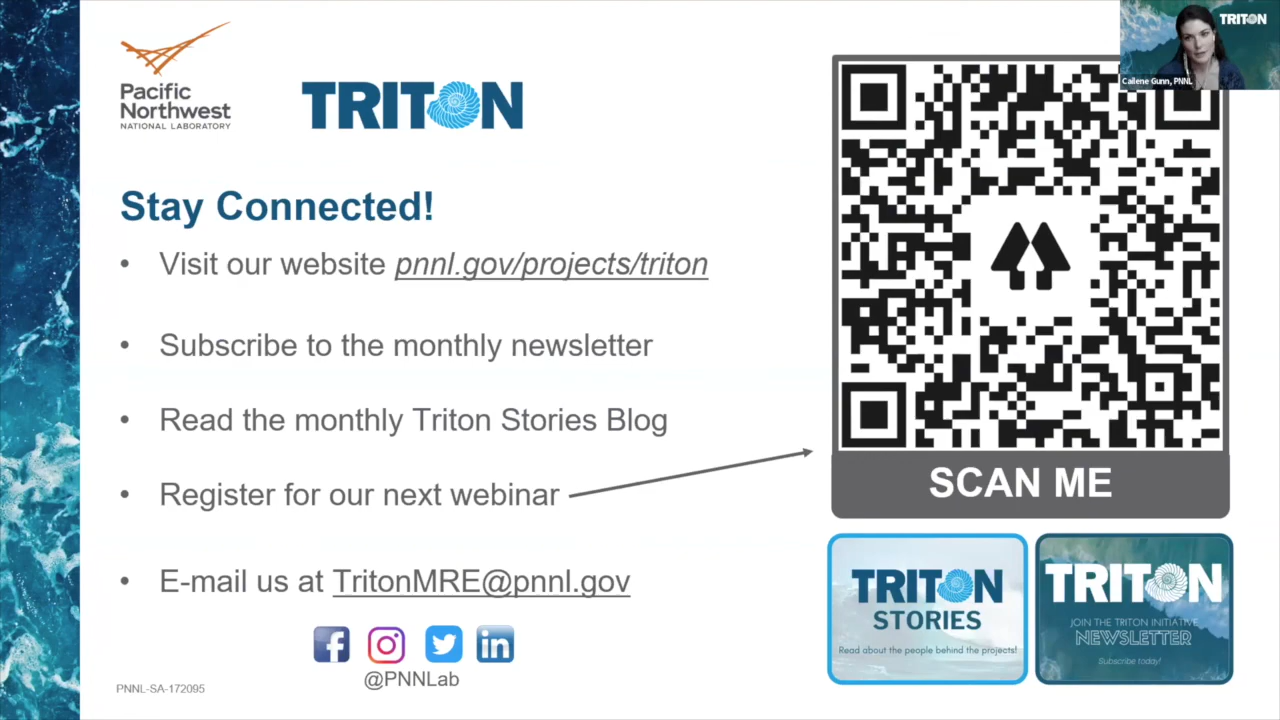 Pacific
Northwest
NATIONAL LABORATORY
TRITON
TRITON
Cailene Gunn, PNNL
Stay Connected!
• Visit our website pnnl.gov/projects/triton
• Subscribe to the monthly newsletter
• Read the monthly Triton Stories Blog
• Register for our next webinar
• E-mail us at TritonMRE@pnnl.gov
@PNNLab
PNNL-SA-172095
SCAN ME
TRITON
STORIES
Read about the people behind the projects!
TRITON
JOIN THE TRITON INITIATIVE
NEWSLETTER
Subscribe today!